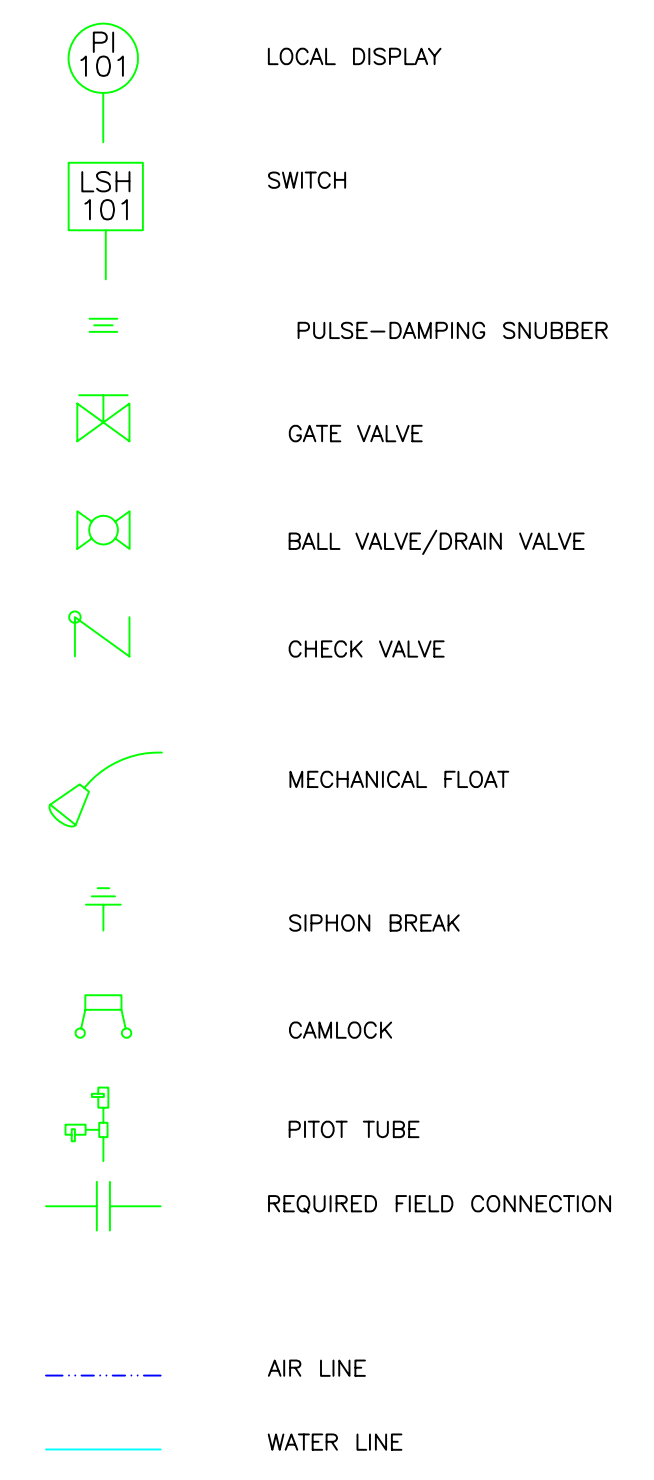 PI
101
LOCAL DISPLAY
LSH
101
SWITCH
PULSE-DAMPING SNUBBER
GATE VALVE
BALL VALVE/DRAIN VALVE
CHECK VALVE
MECHANICAL FLOAT
SIPHON BREAK
CAMLOCK
PITOT TUBE
REQUIRED FIELD CONNECTION
AIR LINE
WATER LINE